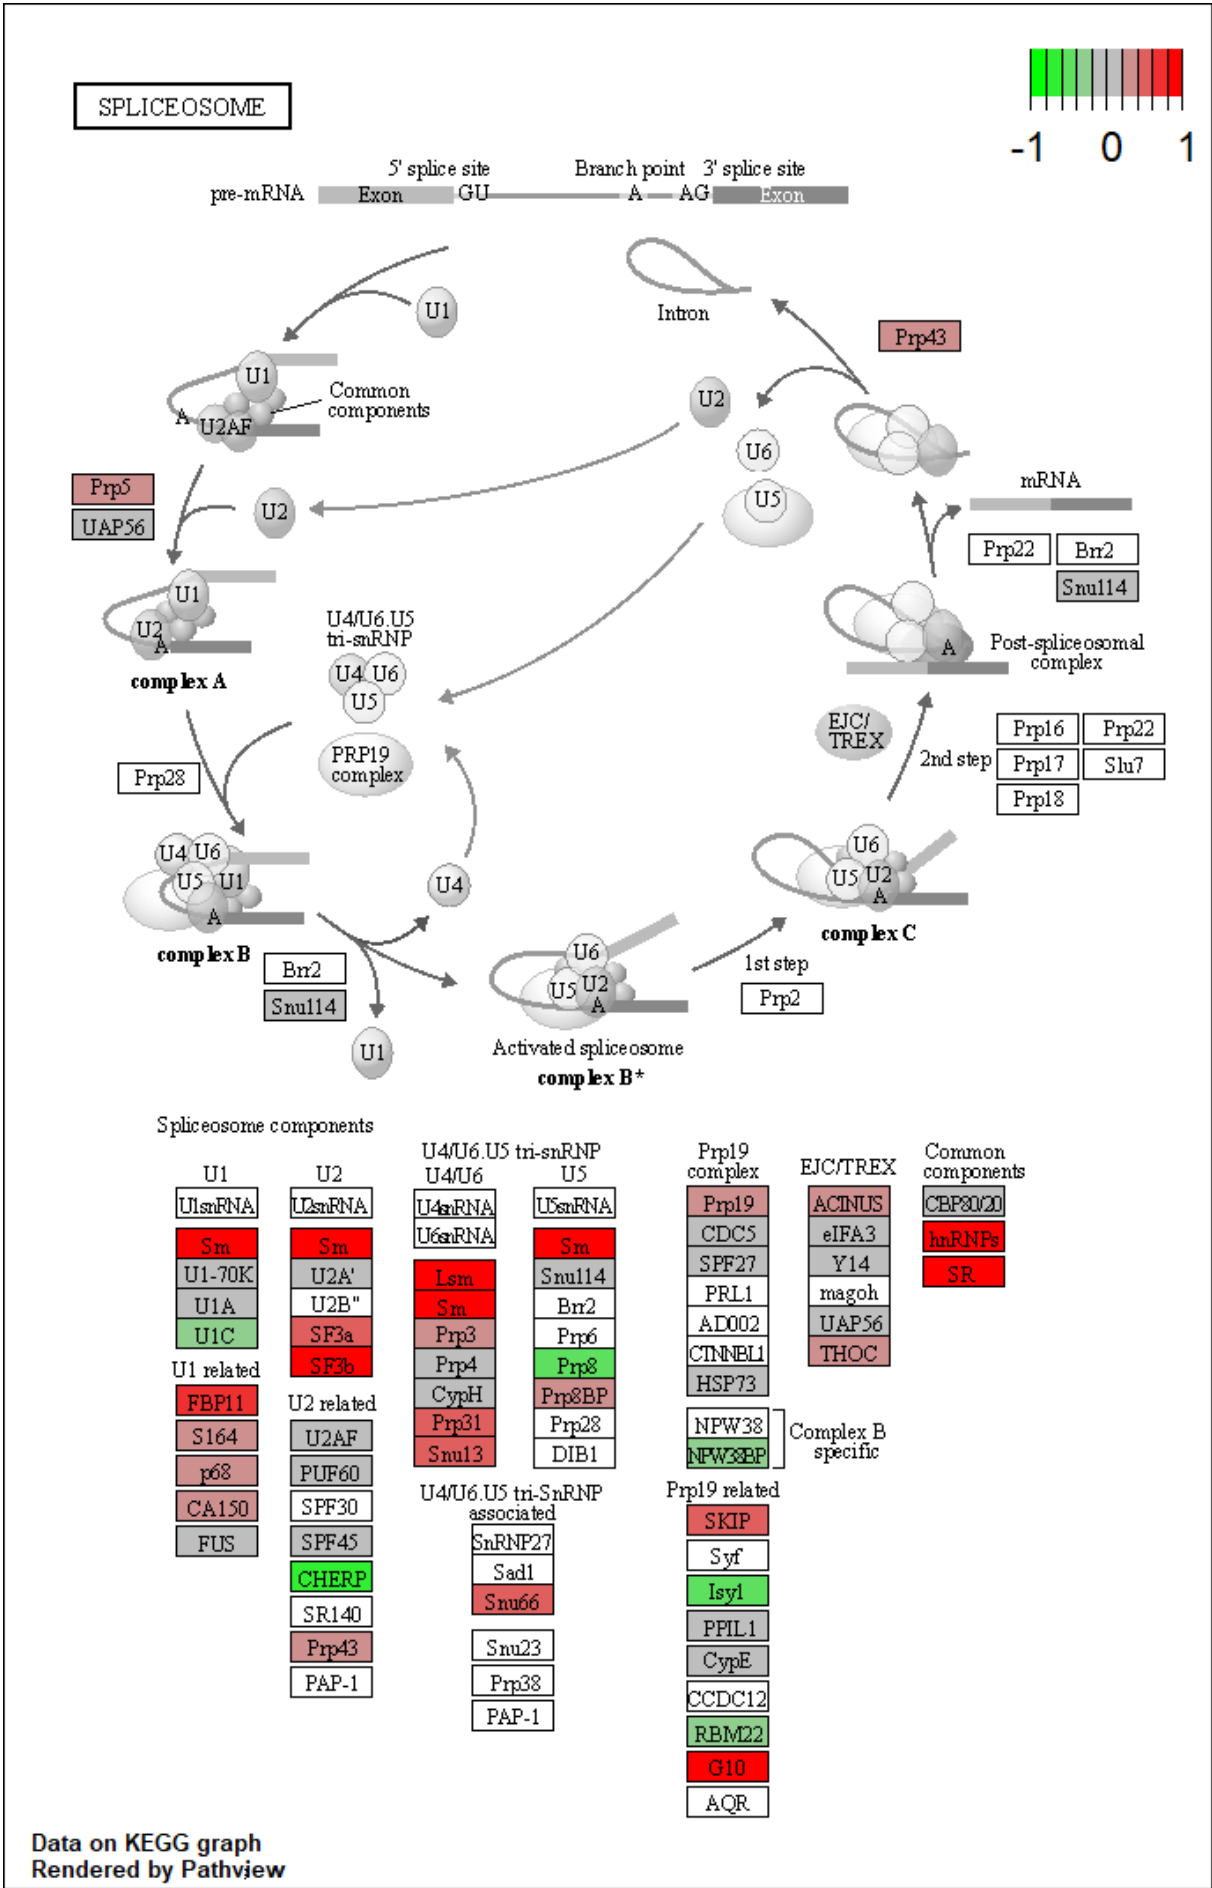 SPLICEOSOME
-1 0 1
5' splice site
Branch point
3' splice site
pre-mRNA
Exon
GU
A
AG
Exon
U1
Intron
Prp43
U1
Common
components
A
U2AF
U2
U6
U5
Prp5
UAP56
U2
mRNA
Prp22
Brr2
Snu114
U1
U2
A
complex A
U4/U6.U5
tri-snRNP
U4
U6
U5
PRP19
complex
A
Post-spliceosomal
complex
EJC/
TREX
2nd step
Prp16
Prp22
Prp17
Slu7
Prp18
Prp28
U4
U6
U5
U1
A
complex B
U4
Brr2
Snu114
U1
U6
U5
U2
A
Activated spliceosome
complex B*
1st step
Prp2
U6
U5
U2
A
complex C
Spliceosome components
U1
U1snRNA
Sm
U1-70K
U1A
U1C
U1 related
FBP11
S164
p68
CA150
FUS
U2
U2snRNA
Sm
U2A'
U2B"
SF3a
SF3b
U2 related
U2AF
PUF60
SPF30
SPF45
CHERP
SR140
Prp43
PAP-1
U4/U6.U5 tri-snRNP
U4/U6
U4snRNA
U6snRNA
Lsm
Sm
Prp3
Prp4
CypH
Prp31
Snu13
U5
U5snRNA
Sm
Snu114
Brr2
Prp6
Prp8
Prp8BP
Prp28
DIB1
U4/U6.U5 tri-SnRNP
associated
SnRNP27
Sad1
Snu66
Snu23
Prp38
PAP-1
Prp19
complex
Prp19
CDC5
SPF27
PRL1
AD002
CTNNBL1
HSP73
NPW38
NPW38BP
Complex B
specific
Prp19 related
SKIP
Syf
Isy1
PPIL1
CypE
CCDC12
RBM22
G10
AQR
EJC/TREX
ACINUS
eIFA3
Y14
magoh
UAP56
THOC
Common
components
CBP80/20
hnRNPs
SR
Data on KEGG graph
Rendered by Pathview